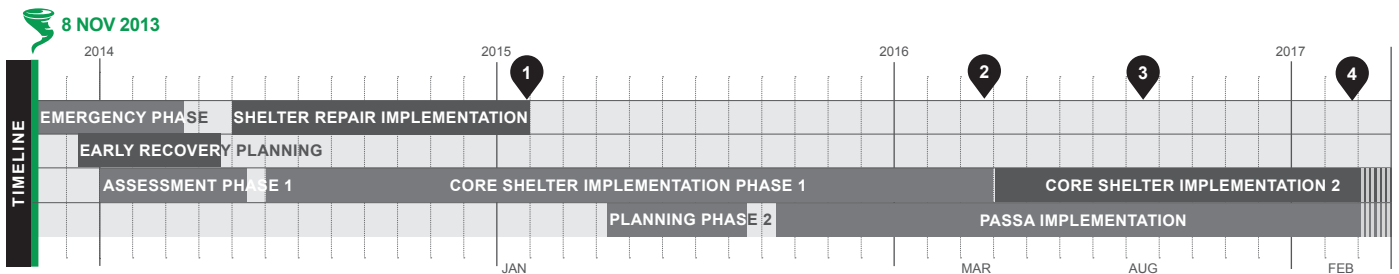 8 NOV 2013
2014 2015 2016 2017
1 2 3 4
TIMELINE
EMERGENCY PHASE SHELTER REPAIR IMPLEMENTATION
EARLY RECOVERY PLANNING
ASSESSMENT PHASE 1 CORE SHELTER IMPLEMENTATION PHASE 1 CORE SHELTER IMPLEMENTATION 2
PLANNING PHASE 2 PASSA IMPLEMENTATION
JAN MAR AUG FEB